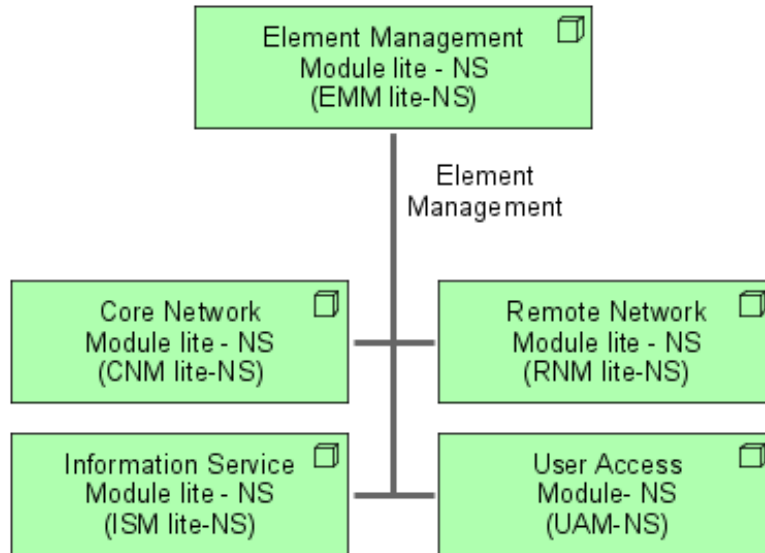 Element Management
Module lite - NS
(EMM lite-NS)
Element
Management
Core Network
Module lite - NS
(CNM lite-NS)
Remote Network
Module lite - NS
(RNM lite-NS)
Information Service
Module lite - NS
(ISM lite-NS)
User Access
Module- NS
(UAM-NS)